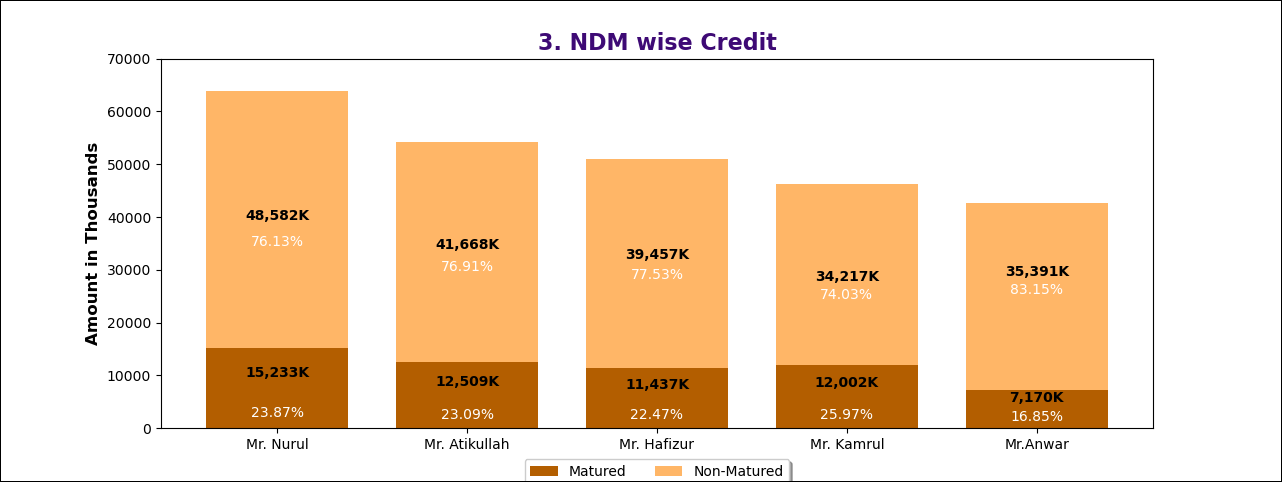 3. NDM wise Credit
Amount in Thousands
70000
60000
50000
40000
30000
20000
10000
0
48,582K
76.13%
15,233K
23.87%
41,668K
76.91%
12,509K
23.09%
39,457K
77.53%
11,437K
22.47%
34,217K
74.03%
12,002K
25.97%
35,391K
83.15%
7,170K
16.85%
Mr. Nurul Mr. Atikullah Mr. Hafizur Mr. Kamrul Mr.Anwar
Matured Non-Matured